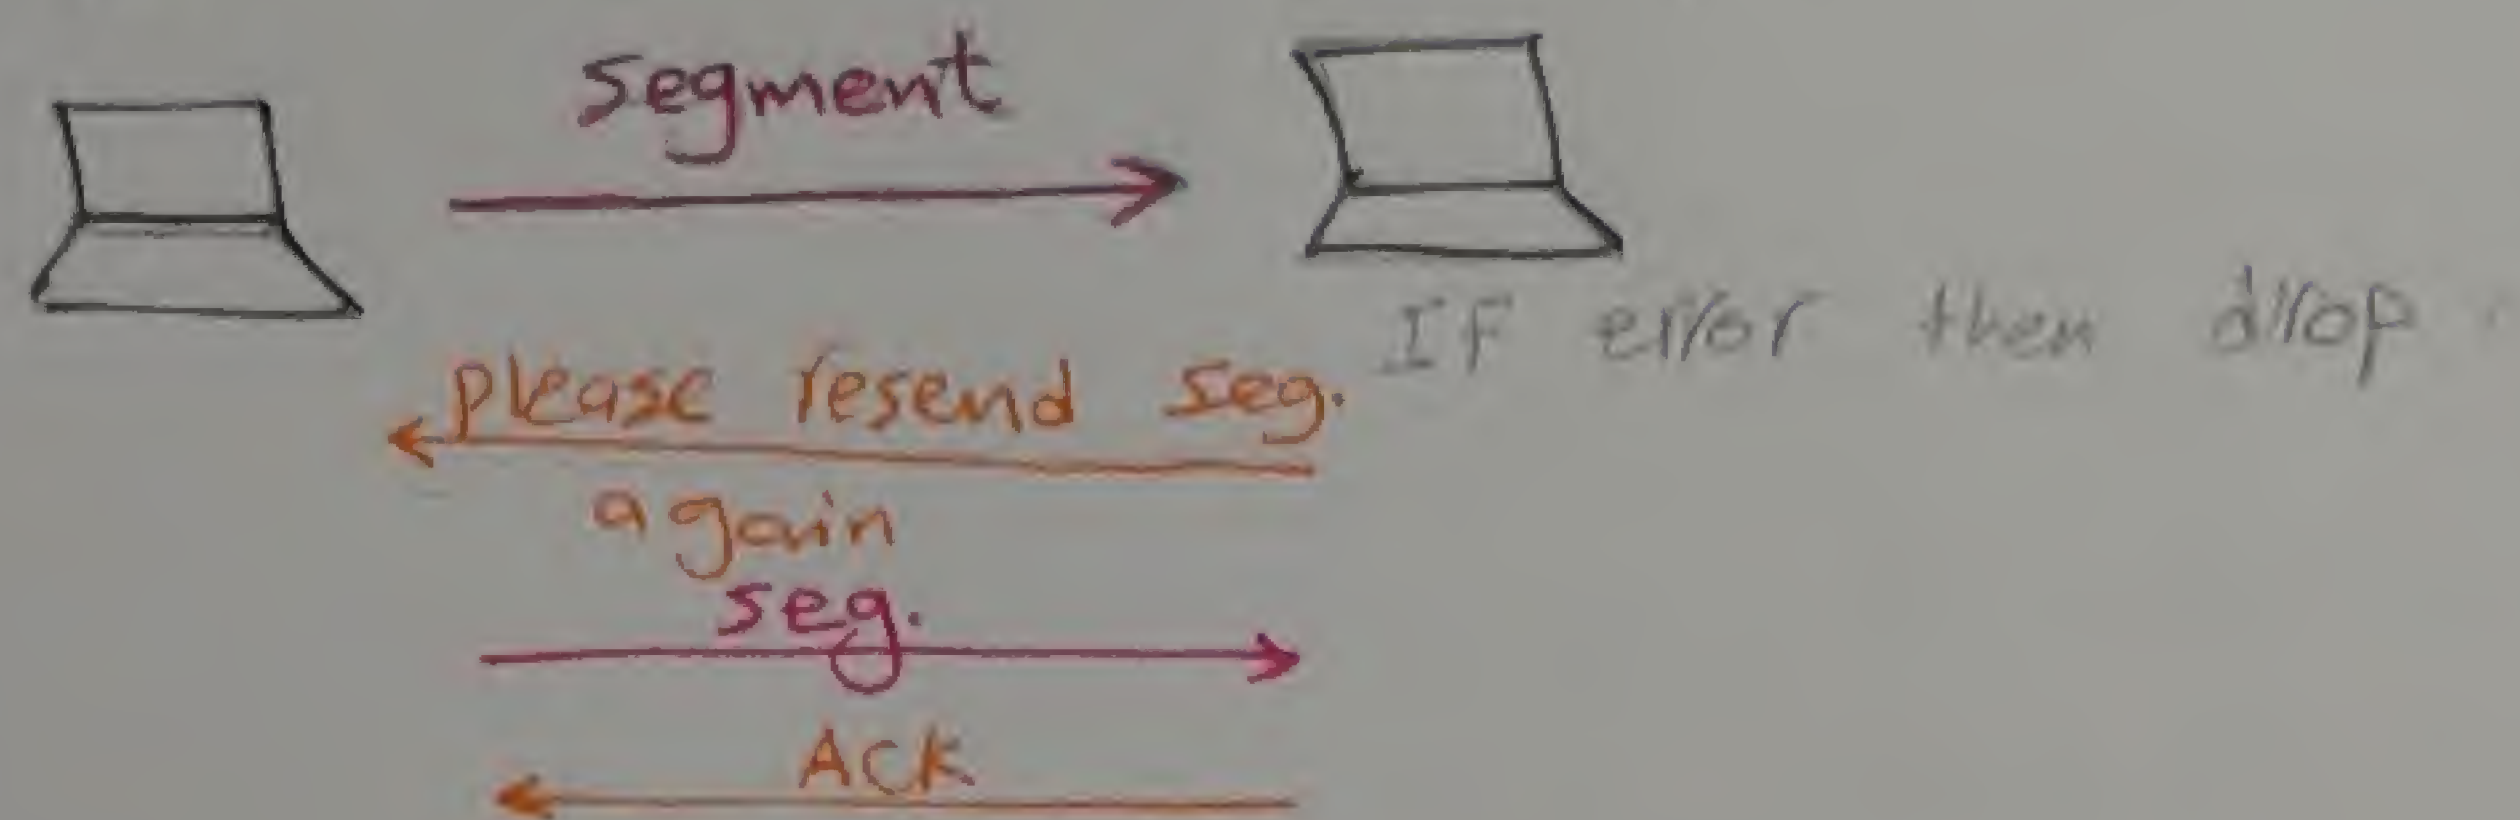 segment
If error then drop
please resend seg.
again
seg.
ACK